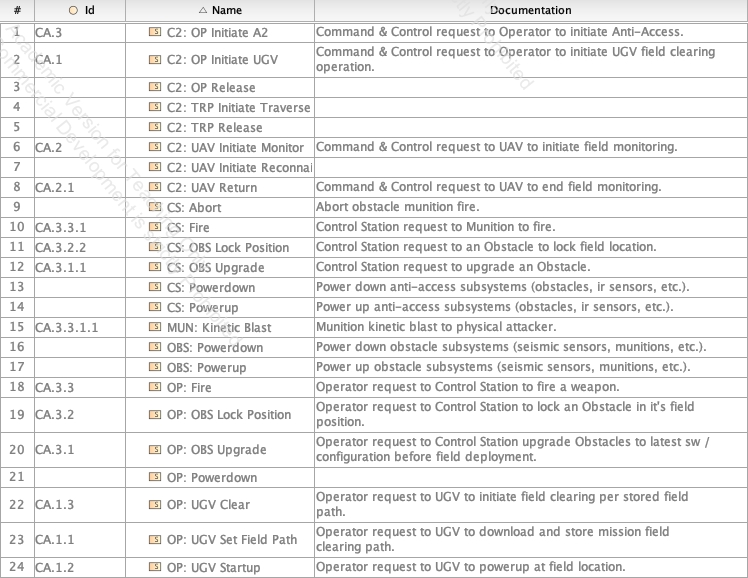 # Id Name Documentation
1 CA.3 C2: OP Initiate A2 Command & Control request to Operator to initiate Anti-Access.
2 CA.1 C2: OP Initiate UGV Command & Control request to Operator to initiate UGV field clearing
operation.
3 C2: OP Release
4 C2: TRP Initiate Traverse
5 C2: TRP Release
6 CA.2 C2: UAV Initiate Monitor Command & Control request to UAV to initiate field monitoring.
7 C2: UAV Initiate Reconnai
8 CA.2.1 C2: UAV Return Command & Control request to UAV to end field monitoring.
9 CS: Abort Abort obstacle munition fire.
10 CA.3.3.1 CS: Fire Control Station request to Munition to fire.
11 CA.3.2.2 CS: OBS Lock Position Control Station request to an Obstacle to lock field location.
12 CA.3.1.1 CS: OBS Upgrade Control Station request to upgrade an Obstacle.
13 CS: Powerdown Power down anti-access subsystems (obstacles, ir sensors, etc.).
14 CS: Powerup Power up anti-access subsystems (obstacles, ir sensors, etc.).
15 CA.3.3.1.1 MUN: Kinetic Blast Munition kinetic blast to physical attacker.
16 OBS: Powerdown Power down obstacle subsystems (seismic sensors, munitions, etc.).
17 OBS: Powerup Power up obstacle subsystems (seismic sensors, munitions, etc.).
18 CA.3.3 OP: Fire Operator request to Control Station to fire a weapon.
19 CA.3.2 OP: OBS Lock Position Operator request to Control Station to lock an Obstacle in it's field
position.
20 CA.3.1 OP: OBS Upgrade Operator request to Control Station upgrade Obstacles to latest sw /
configuration before field deployment.
21 OP: Powerdown
22 CA.1.3 OP: UGV Clear Operator request to UGV to initiate field clearing per stored field
path.
23 CA.1.1 OP: UGV Set Field Path Operator request to UGV to download and store mission field
clearing path.
24 CA.1.2 OP: UGV Startup Operator request to UGV to powerup at field location.
Academic Version for
Development is